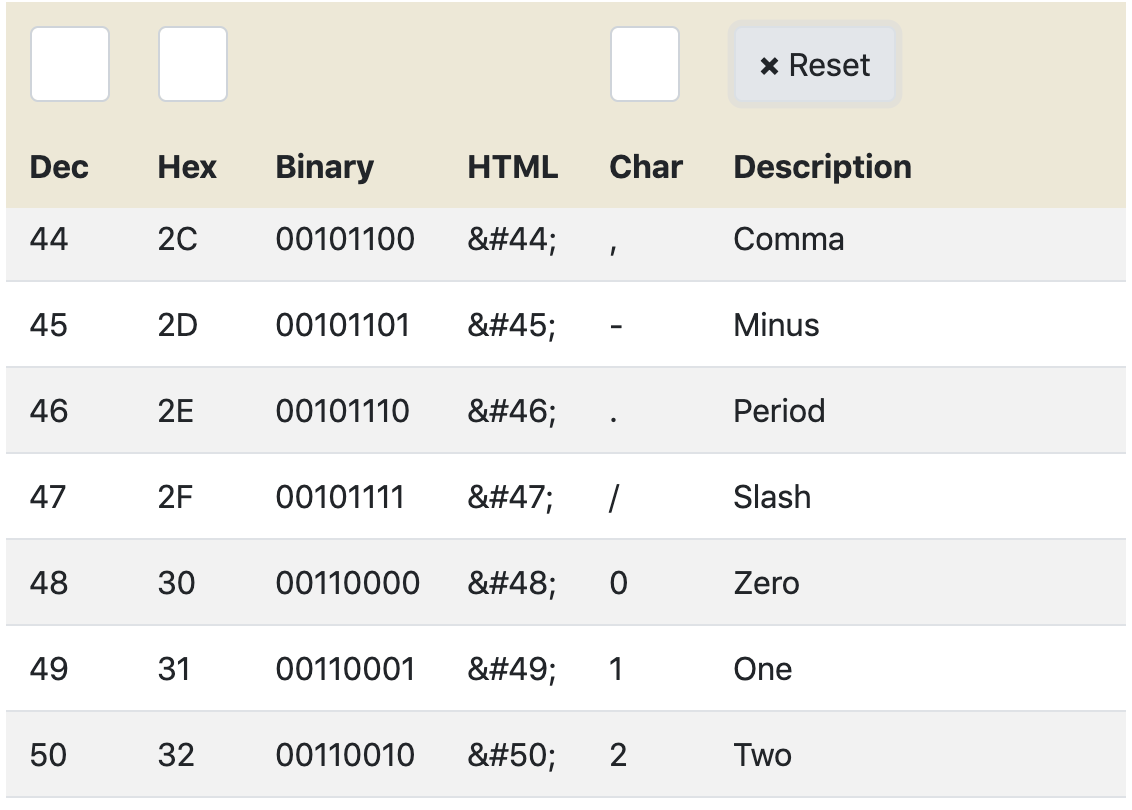 × Reset
Dec Hex Binary HTML Char Description
44 2C 00101100 &#44; , Comma
45 2D 00101101 &#45; - Minus
46 2E 00101110 &#46; . Period
47 2F 00101111 &#47; / Slash
48 30 00110000 &#48; 0 Zero
49 31 00110001 &#49; 1 One
50 32 00110010 &#50; 2 Two